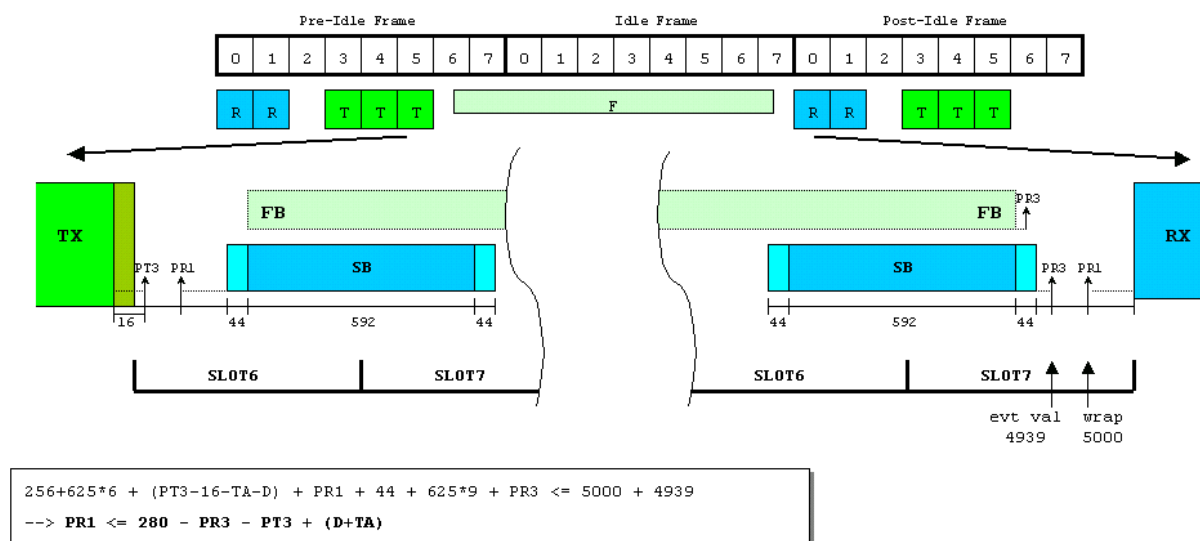 Pre-Idle Frame Idle Frame Post-Idle Frame
0 1 2 3 4 5 6 7 0 1 2 3 4 5 6 7 0 1 2 3 4 5 6 7
R R T T T F R R T T T
FB FB PR3
TX RX
PT3 PR1 SB SB PR3 PR1
16 44 592 44 44 592 44
SLOT6 SLOT7 SLOT6 SLOT7
evt val wrap
4939 5000
256+625*6 + (PT3-16-TA-D) + PR1 + 44 + 625*9 + PR3 <= 5000 + 4939
--> PR1 <= 280 - PR3 - PT3 + (D+TA)